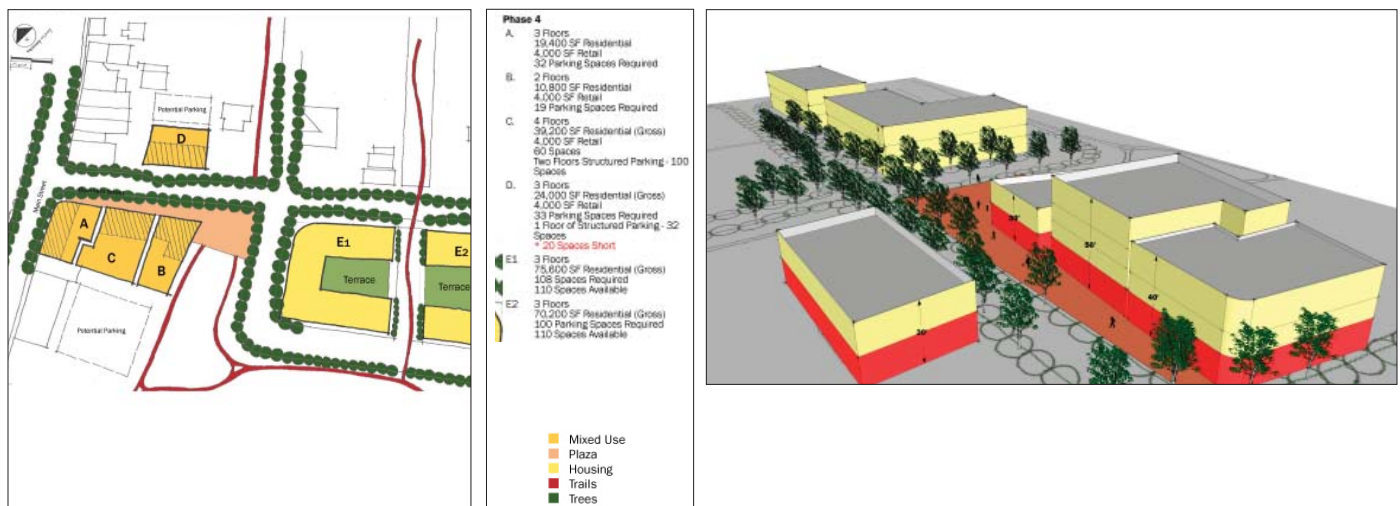 Potential Parking
D
Main Street
A
C
B
E1
E2
Terrace
Terrace
Potential Parking
Phase 4
A. 3 Floors
19,400 SF Residential
4,000 SF Retail
32 Parking Spaces Required
B. 2 Floors
10,800 SF Residential
4,000 SF Retail
19 Parking Spaces Required
C. 4 Floors
39,200 SF Residential (Gross)
4,000 SF Retail
60 Spaces
Two Floors Structured Parking - 100
Spaces
D. 3 Floors
24,000 SF Residential (Gross)
4,000 SF Retail
33 Parking Spaces Required
1 Floor of Structured Parking - 32
Spaces
* 20 Spaces Short
E1 3 Floors
75,600 SF Residential (Gross)
108 Spaces Required
110 Spaces Available
E2 3 Floors
70,200 SF Residential (Gross)
100 Parking Spaces Required
110 Spaces Available
Mixed Use
Plaza
Housing
Trails
Trees
40'